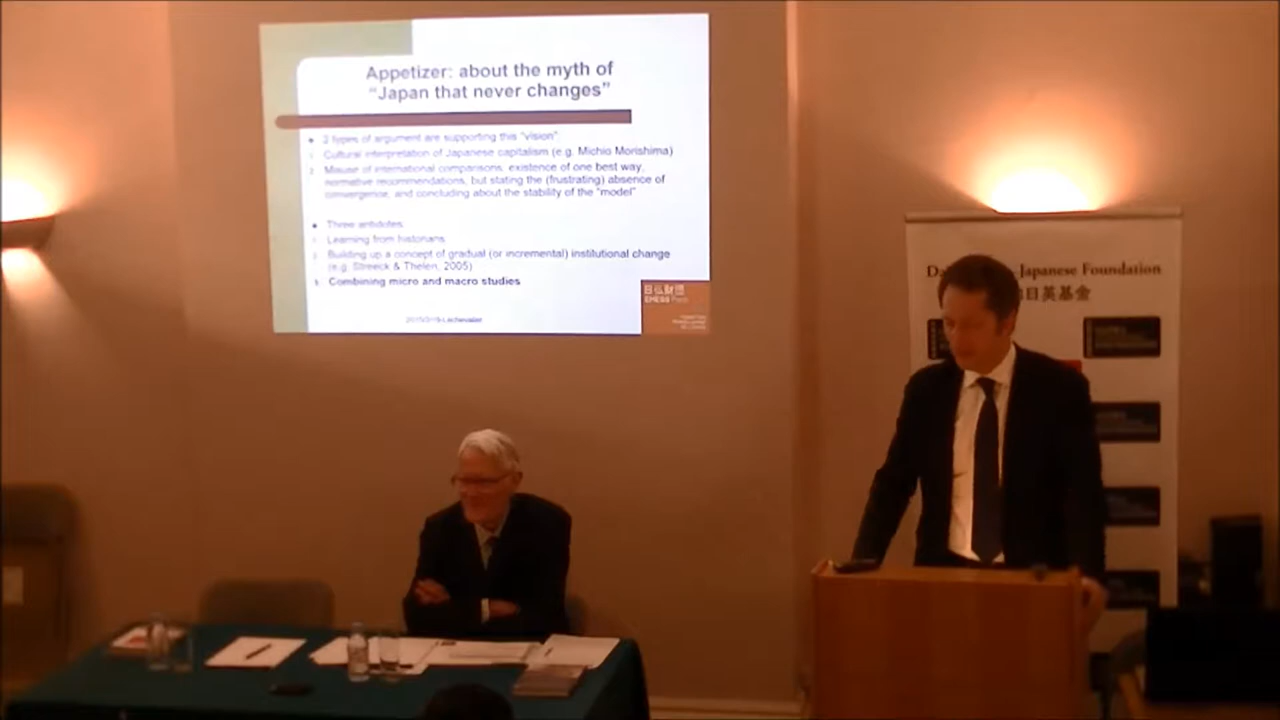 Appetizer: about the myth of
“Japan that never changes”
2 types of argument are supporting this “vision”
1. Cultural interpretation of Japanese capitalism (e.g. Michio Morishima)
2. Misuse of international comparisons: existence of one best way,
normative recommendations, but stating the (frustrating) absence of
convergence, and concluding about the stability of the “model”
Three antidotes
Learning from historians
Building up a concept of gradual (or incremental) institutional change
(e.g. Streeck & Thelen, 2005)
Combining micro and macro studies
Lechevalier
日仏財団
EHESS
Da
Japanese Foundation
日英基金